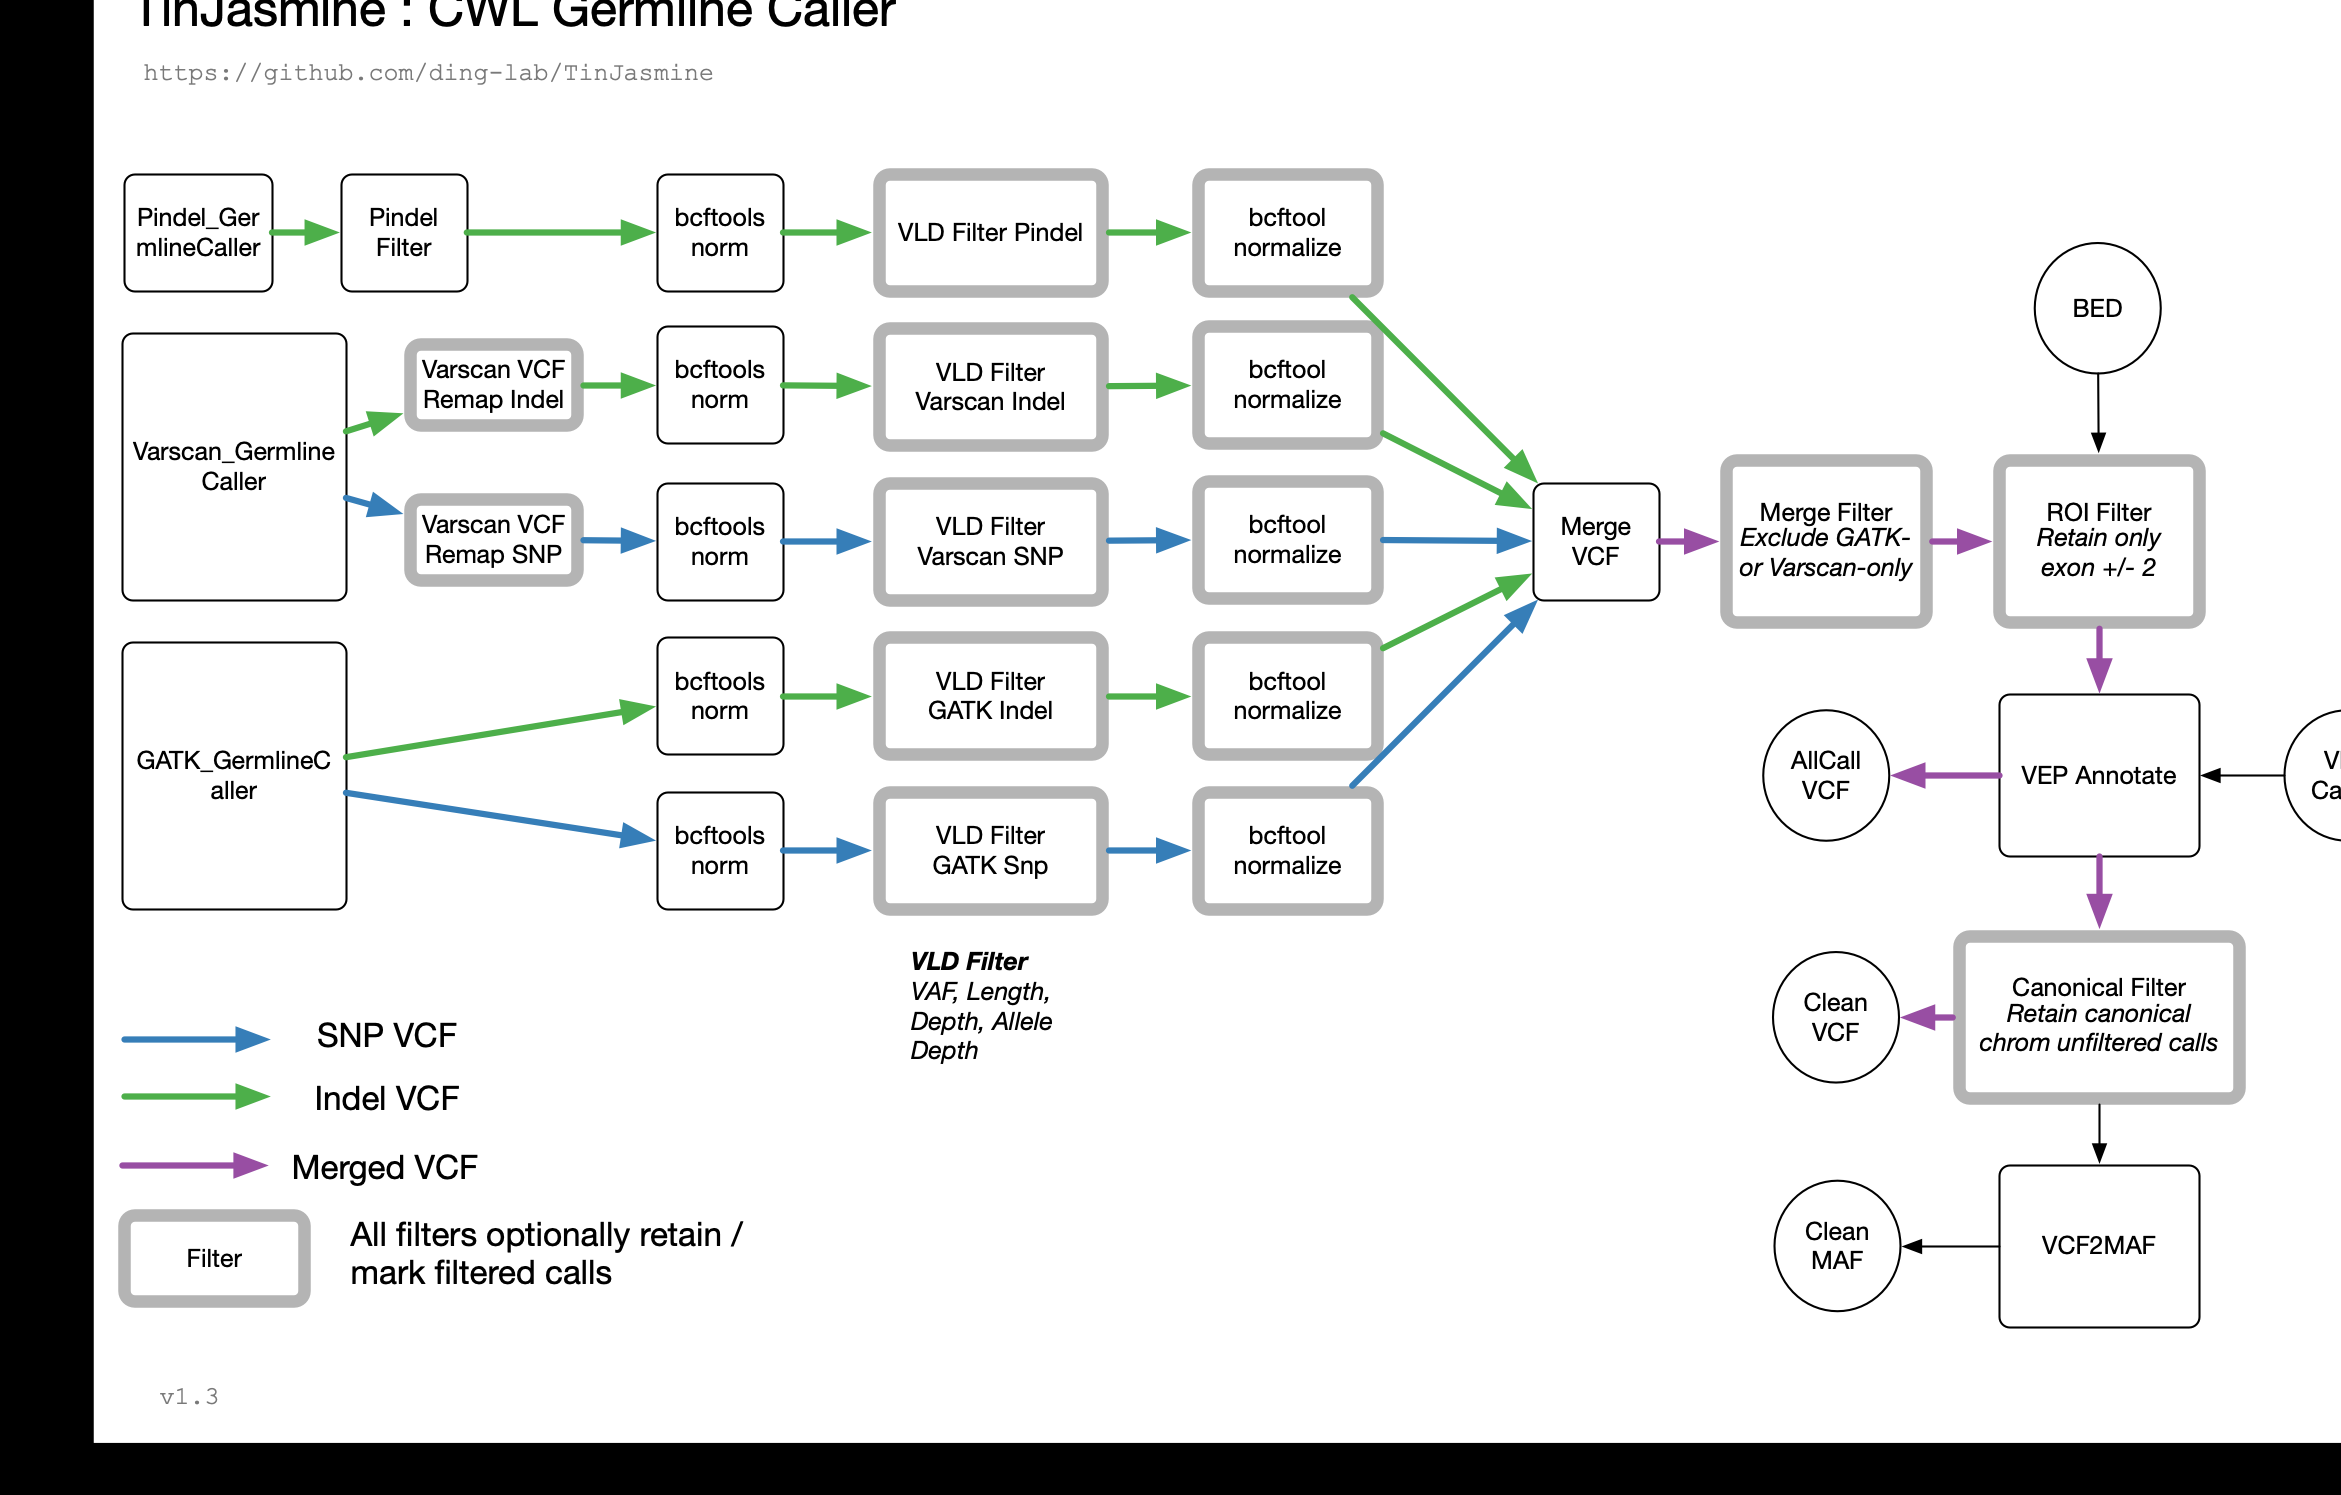 TinJasmine : CWL Germline Caller
https://github.com/ding-lab/TinJasmine
Pindel_Ger
mlineCaller
Pindel
Filter
bcftools
norm
VLD Filter Pindel
bcftool
normalize
Varscan_Germline
Caller
Varscan VCF
Remap Indel
bcftools
norm
VLD Filter
Varscan Indel
bcftool
normalize
Varscan VCF
Remap SNP
bcftools
norm
VLD Filter
Varscan SNP
bcftool
normalize
GATK_GermlineC
aller
bcftools
norm
VLD Filter
GATK Indel
bcftool
normalize
bcftools
norm
VLD Filter
GATK Snp
bcftool
normalize
Merge
VCF
Merge Filter
Exclude GATK-
or Varscan-only
BED
ROI Filter
Retain only
exon +/- 2
AllCall
VCF
VEP Annotate
Clean
VCF
Canonical Filter
Retain canonical
chrom unfiltered calls
Clean
MAF
VCF2MAF
VLD Filter
VAF, Length,
Depth, Allele
Depth
SNP VCF
Indel VCF
Merged VCF
Filter
All filters optionally retain /
mark filtered calls
v1.3